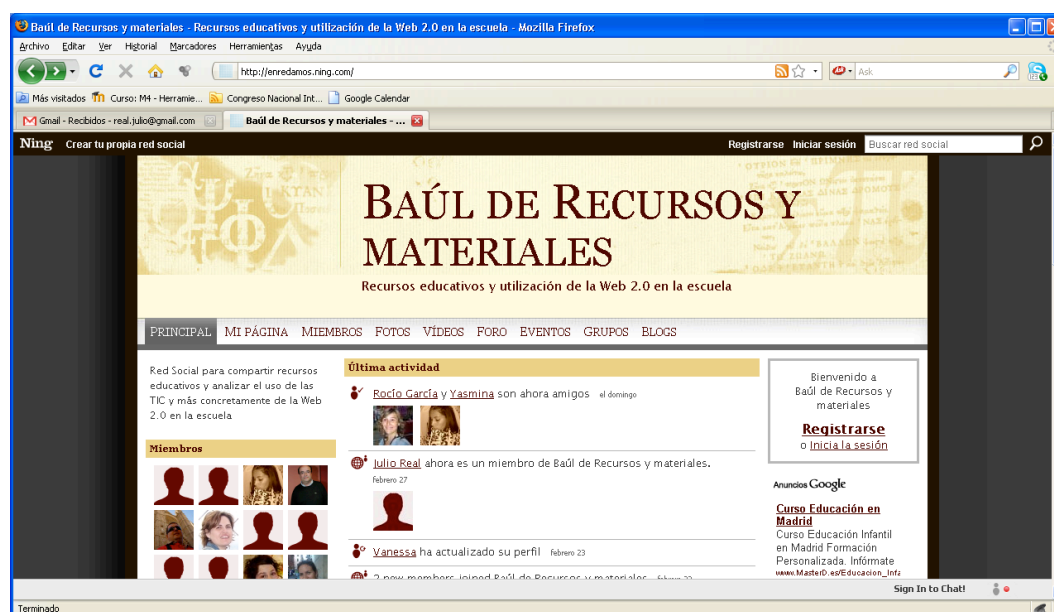 Baúl de Recursos y materiales - Recursos educativos y utilización de la Web 2.0 en la escuela - Mozilla Firefox
Archivo Editar Ver Historial Marcadores Herramientas Ayuda
http://enredamos.ning.com/
Ask
Más visitados Curso: M4 - Herramie... Congreso Nacional Int... Google Calendar
Gmail - Recibidos - real.julio@gmail.com
Baúl de Recursos y materiales - ...
Ning Crear tu propia red social
Registrarse Iniciar sesión Buscar red social
Baúl de Recursos y
materiales
Recursos educativos y utilización de la Web 2.0 en la escuela
Principal Mi página Miembros Fotos Vídeos Foro Eventos Grupos Blogs
Red Social para compartir recursos
educativos y analizar el uso de las
TIC y más concretamente de la Web
2.0 en la escuela
Miembros
Última actividad
Rocío García y Yasmina son ahora amigos el domingo
Julio Real ahora es un miembro de Baúl de Recursos y materiales.
febrero 27
Vanessa ha actualizado su perfil febrero 23
2 new members joined Baúl de Recursos y materiales
Bienvenido a
Baúl de Recursos y
materiales
Registrarse
o Inicia la sesión
Anuncios Google
Curso Educación en
Madrid
Curso Educación Infantil
en Madrid Formación
Personalizada. Infórmate
www.MasterD.es/Educacion_Infa
Sign In to Chat!
Terminado